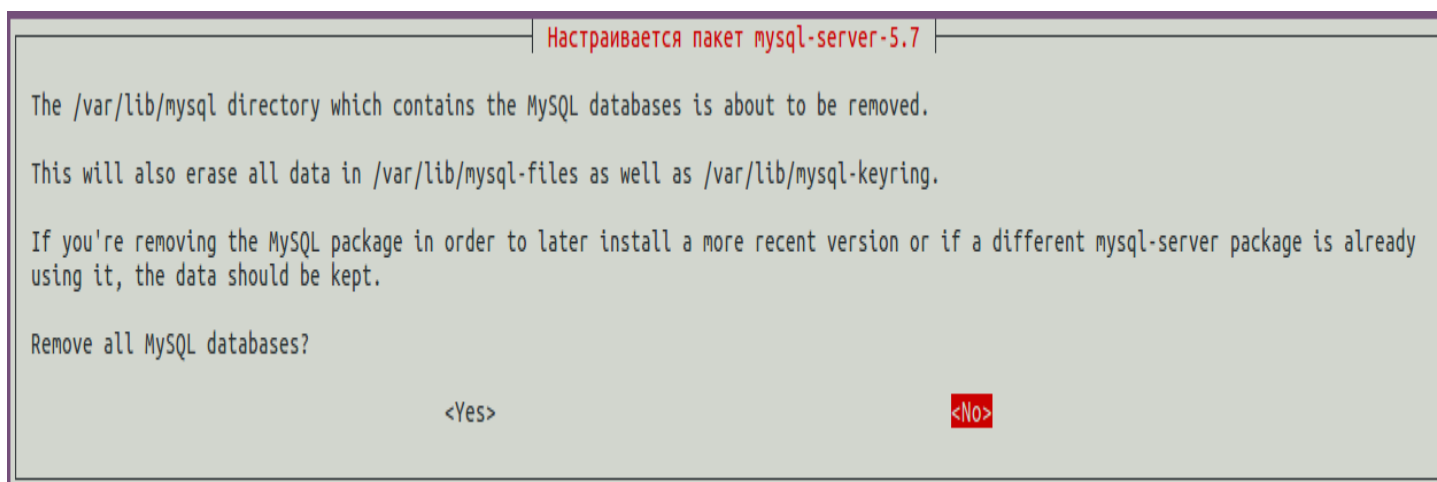 Настраивается пакет mysql-server-5.7
The /var/lib/mysql directory which contains the MySQL databases is about to be removed.
This will also erase all data in /var/lib/mysql-files as well as /var/lib/mysql-keyring.
If you're removing the MySQL package in order to later install a more recent version or if a different mysql-server package is already
using it, the data should be kept.
Remove all MySQL databases?
<Yes> <No>